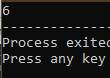 6
--------------------
Process exited
Press any key